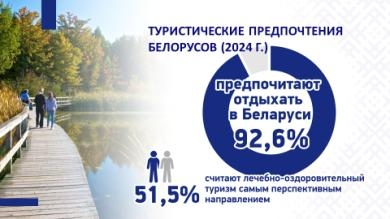 ТУРИСТИЧЕСКИЕ ПРЕДПОЧТЕНИЯ
БЕЛОРУСОВ (2024 Г.)
предпочитают
отдыхать
в Беларуси
92,6%
51,5%
считают лечебно-оздоровительный
туризм самым перспективным
направлением